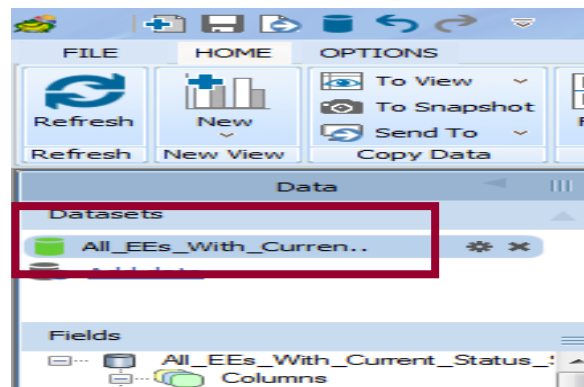 FILE HOME OPTIONS
To View
To Snapshot
Refresh New Send To
Refresh New View Copy Data
Data
Datasets
All_EEs_With_Curren..
Fields
All_EEs_With_Current_Status_
Columns